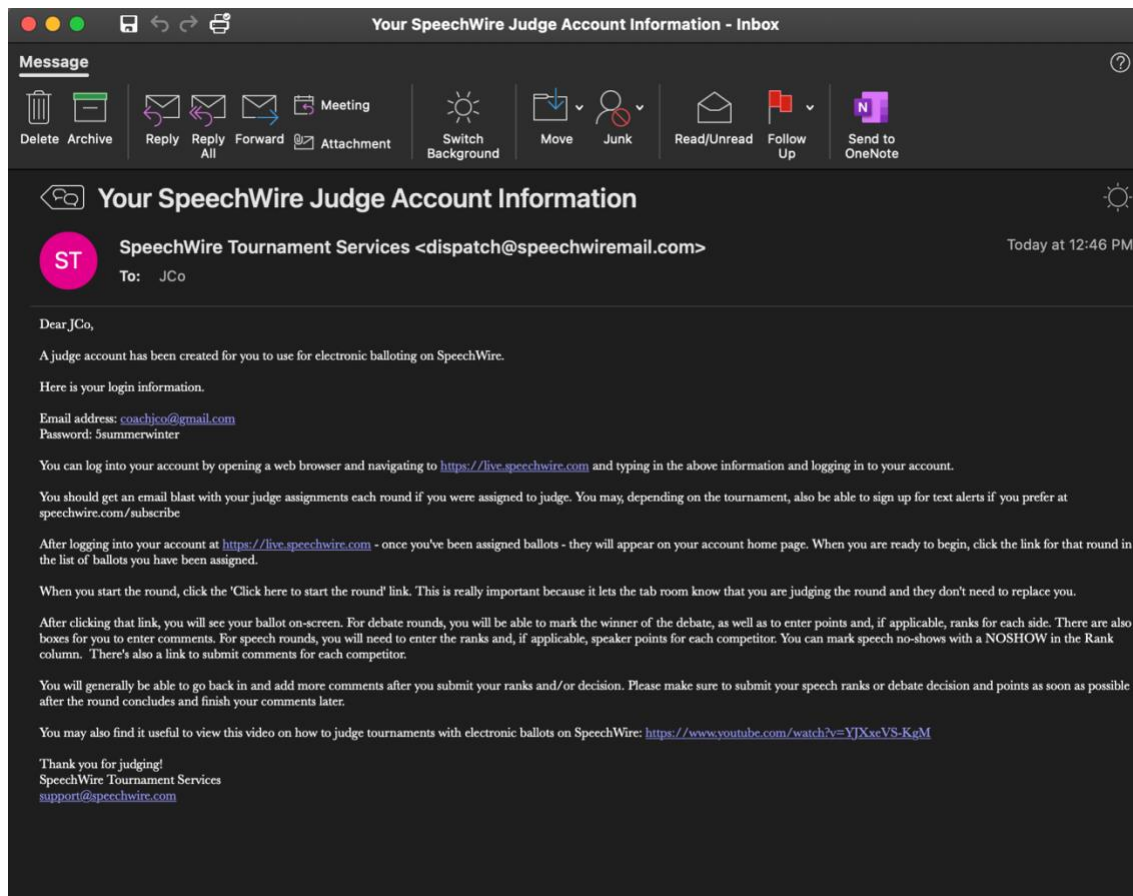 Your SpeechWire Judge Account Information - Inbox
Message
Delete
Archive
Reply
Reply All
Forward
Meeting
Attachment
Switch Background
Move
Junk
Read/Unread
Follow Up
N
Send to OneNote
Your SpeechWire Judge Account Information
ST
SpeechWire Tournament Services <dispatch@speechwiremail.com>
Today at 12:46 PM
To: JCo
Dear JCo,
A judge account has been created for you to use for electronic balloting on SpeechWire.
Here is your login information.
Email address: coachjco@gmail.com
Password: 5summerwinter
You can log into your account by opening a web browser and navigating to https://live.speechwire.com and typing in the above information and logging in to your account.
You should get an email blast with your judge assignments each round if you were assigned to judge. You may, depending on the tournament, also be able to sign up for text alerts if you prefer at
speechwire.com/subscribe
After logging into your account at https://live.speechwire.com - once you've been assigned ballots - they will appear on your account home page. When you are ready to begin, click the link for that round in
the list of ballots you have been assigned.
When you start the round, click the 'Click here to start the round' link. This is really important because it lets the tab room know that you are judging the round and they don't need to replace you.
After clicking that link, you will see your ballot on-screen. For debate rounds, you will be able to mark the winner of the debate, as well as to enter points and, if applicable, ranks for each side. There are also
boxes for you to enter comments. For speech rounds, you will need to enter the ranks and, if applicable, speaker points for each competitor. You can mark speech no-shows with a NOSHOW in the Rank
column. There's also a link to submit comments for each competitor.
You will generally be able to go back in and add more comments after you submit your ranks and/or decision. Please make sure to submit your speech ranks or debate decision and points as soon as possible
after the round concludes and finish your comments later.
You may also find it useful to view this video on how to judge tournaments with electronic ballots on SpeechWire: https://www.youtube.com/watch?v=YJXxeVS-KgM
Thank you for judging!
SpeechWire Tournament Services
support@speechwire.com